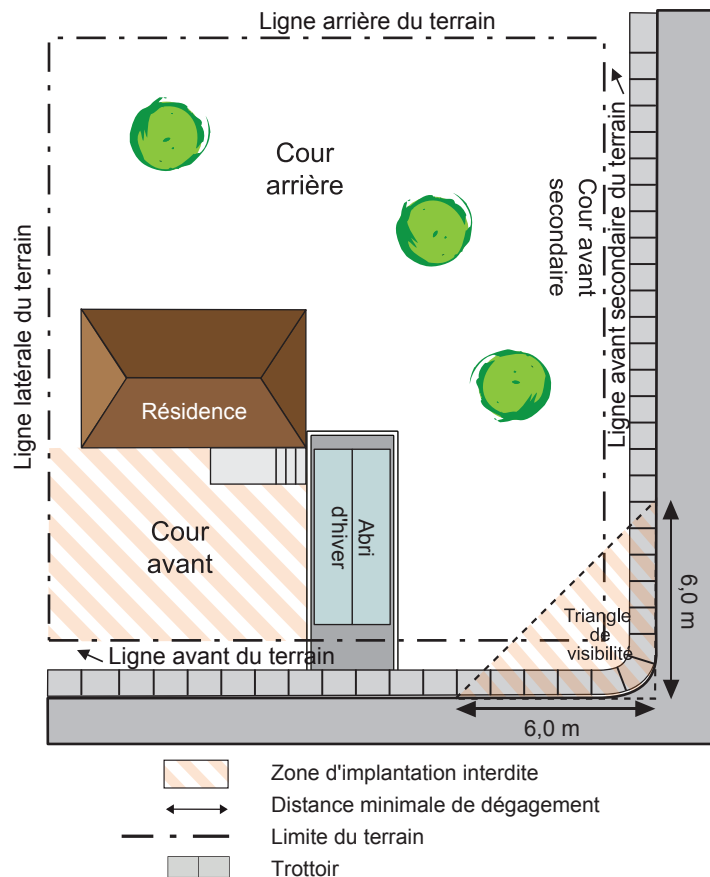 Ligne arrière du terrain
Cour
arrière
Cour avant
secondaire
Ligne avant secondaire du terrain
Ligne latérale du terrain
Résidence
Abri
d'hiver
Cour
avant
Triangle
de
visibilité
6,0 m
Ligne avant du terrain
6,0 m
Zone d'implantation interdite
Distance minimale de dégagement
Limite du terrain
Trottoir